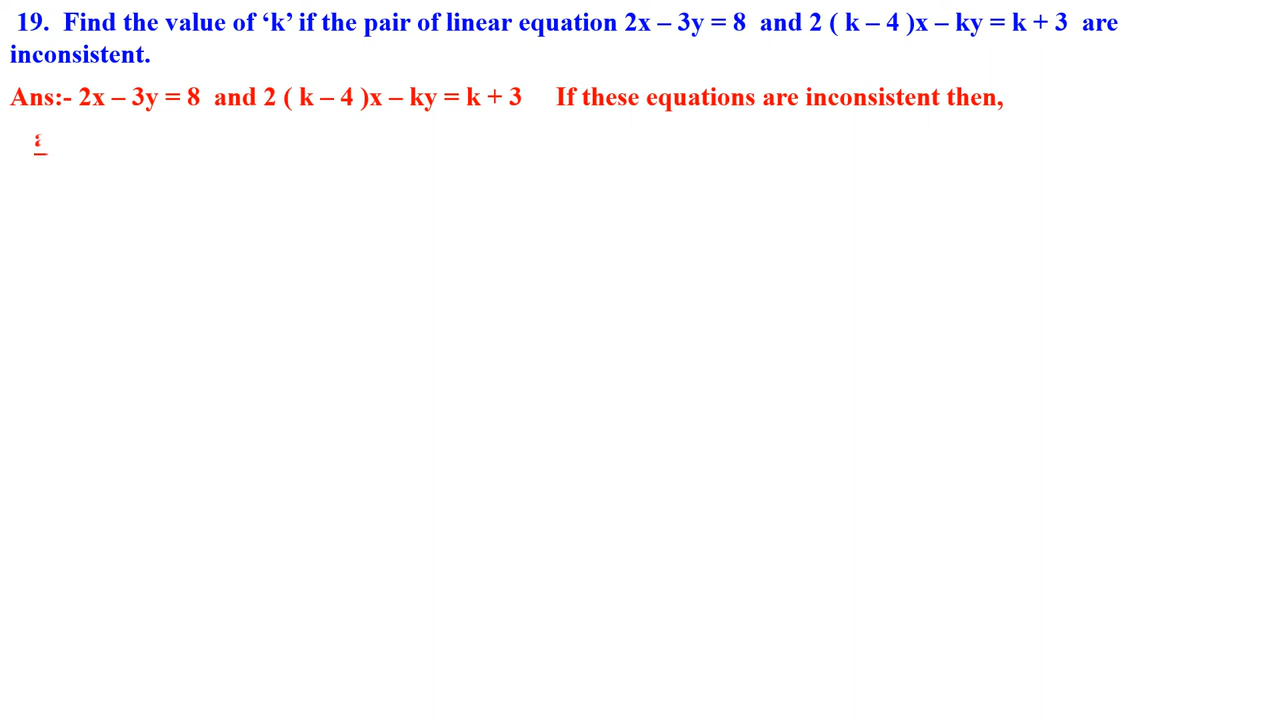 19. Find the value of ‘k’ if the pair of linear equation 2x – 3y = 8 and 2 ( k – 4 )x – ky = k + 3 are
inconsistent.
Ans:- 2x – 3y = 8 and 2 ( k – 4 )x – ky = k + 3 If these equations are inconsistent then,